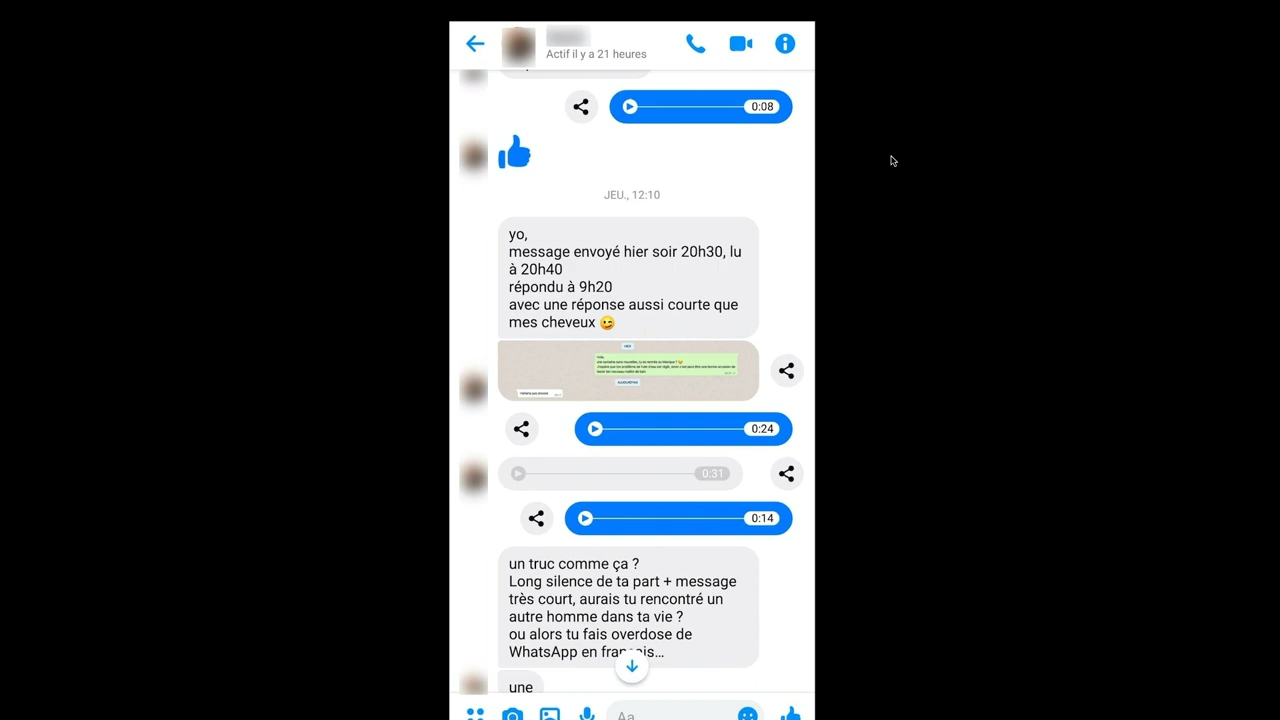 Actif il y a 21 heures
0:08
JEU., 12:10
yo,
message envoyé hier soir 20h30, lu
à 20h40
répondu à 9h20
avec une réponse aussi courte que
mes cheveux 😉
HIER
AUJOURD'HUI
0:24
0:31
0:14
un truc comme ça ?
Long silence de ta part + message
très court, aurais tu rencontré un
autre homme dans ta vie ?
ou alors tu fais overdose de
WhatsApp en français...
une
Aa